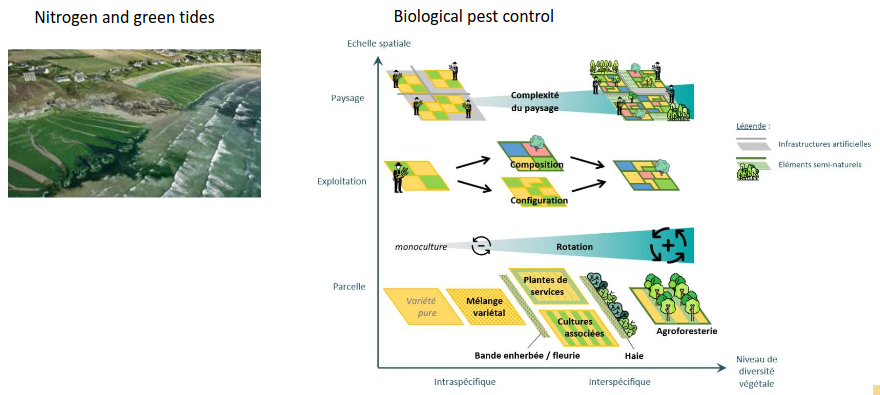 Nitrogen and green tides
Biological pest control
Echelle spatiale
Paysage
Complexité
du paysage
Légende :
Infrastructures artificielles
Eléments semi-naturels
Exploitation
Composition
Configuration
monoculture
Rotation
Parcelle
Variété
pure
Mélange
variétal
Plantes de
services
Cultures
associées
Agroforesterie
Bande enherbée / fleurie
Haie
Intraspécifique
Interspécifique
Niveau de
diversité
végétale